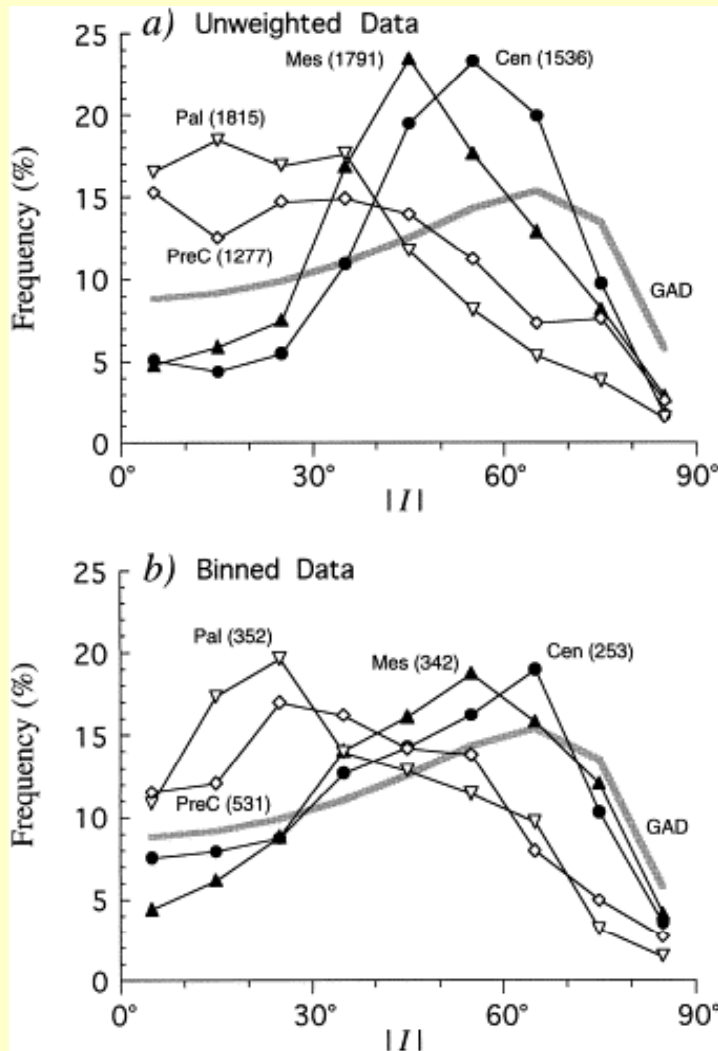 a) Unweighted Data
Frequency (%)
25
20
15
10
5
0
Mes (1791)
Cen (1536)
Pal (1815)
PreC (1277)
GAD
0° 30° 60° 90°
|I|
b) Binned Data
Frequency (%)
25
20
15
10
5
0
Pal (352)
Mes (342)
Cen (253)
PreC (531)
GAD
0° 30° 60° 90°
|I|